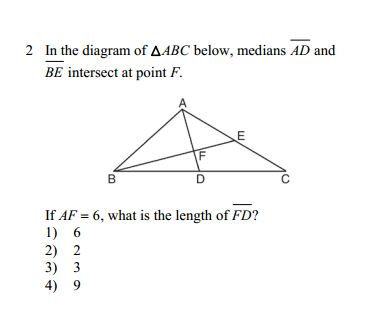 2 In the diagram of ΔABC below, medians AD and
BE intersect at point F.
A
E
F
B
D
C
If AF = 6, what is the length of FD?
1) 6
2) 2
3) 3
4) 9